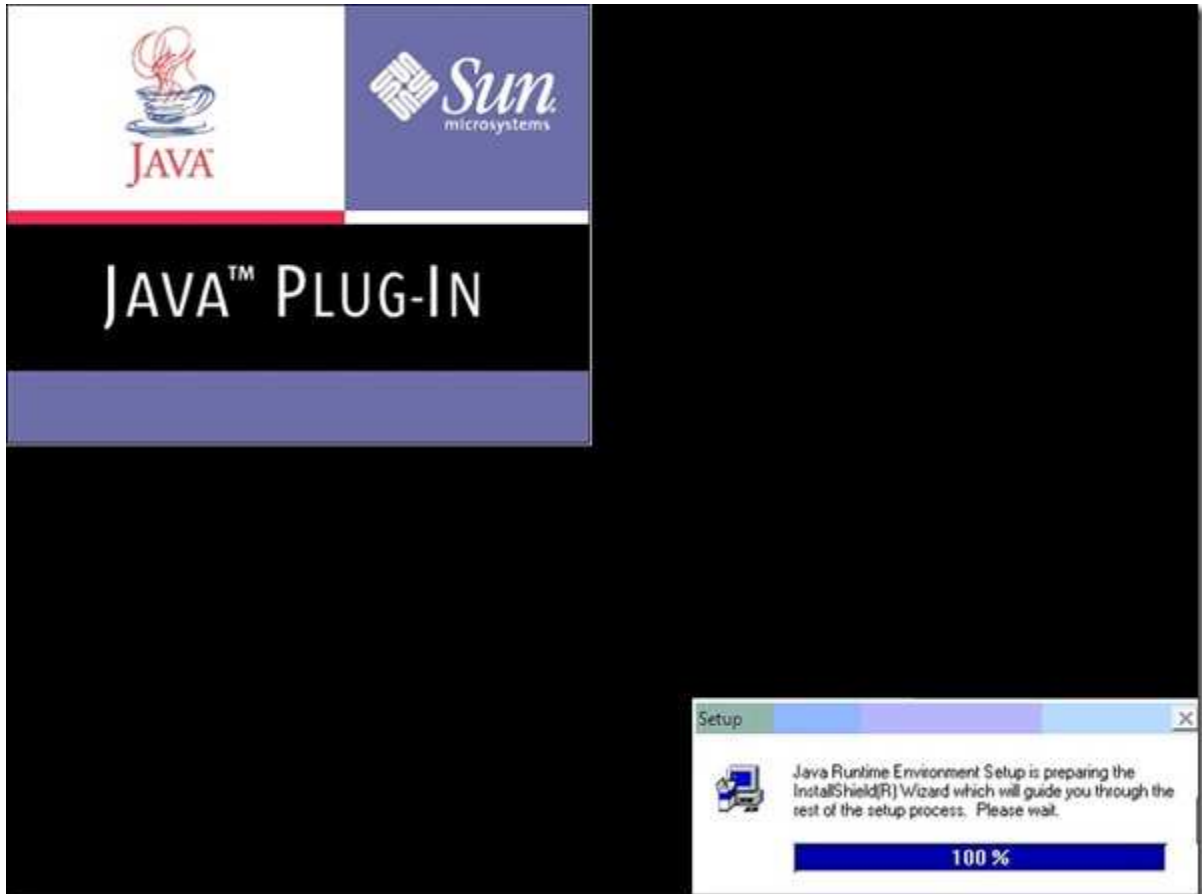 JAVA™
Sun
microsystems
JAVA™ PLUG-IN
Setup
Java Runtime Environment Setup is preparing the
InstallShield(R) Wizard which will guide you through the
rest of the setup process. Please wait.
100 %